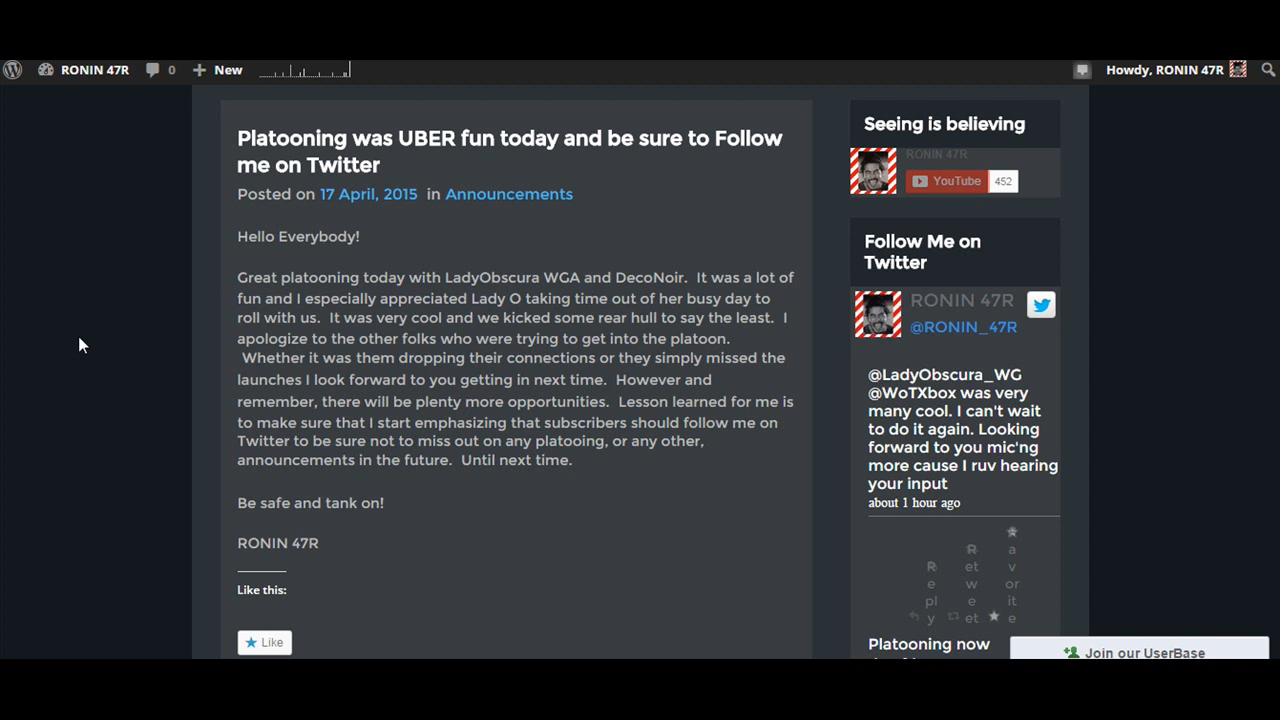 RONIN 47R 0 New Howdy, RONIN 47R
Platooning was UBER fun today and be sure to Follow
me on Twitter
Posted on 17 April, 2015 in Announcements
Hello Everybody!
Great platooning today with LadyObscura WGA and DecoNoir. It was a lot of
fun and I especially appreciated Lady O taking time out of her busy day to
roll with us. It was very cool and we kicked some rear hull to say the least. I
apologize to the other folks who were trying to get into the platoon.
Whether it was them dropping their connections or they simply missed the
launches I look forward to you getting in next time. However and
remember, there will be plenty more opportunities. Lesson learned for me is
to make sure that I start emphasizing that subscribers should follow me on
Twitter to be sure not to miss out on any platooing, or any other,
announcements in the future. Until next time.
Be safe and tank on!
RONIN 47R
Like this:
Like
Seeing is believing
RONIN 47R
YouTube 452
Follow Me on
Twitter
RONIN 47R
@RONIN_47R
@LadyObscura_WG
@WoTXbox was very
many cool. I can't wait
to do it again. Looking
forward to you mic'ng
more cause I ruv hearing
your input
about 1 hour ago
Reply
Retweet
avorite
Platooning now
Join our UserBase